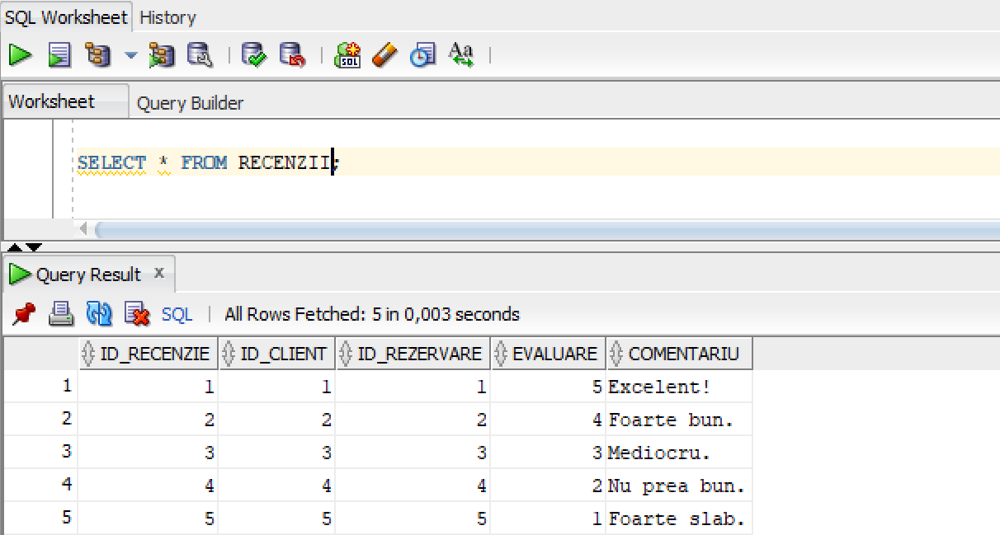 SQL Worksheet History
SQL Aa
Worksheet Query Builder
SELECT * FROM RECENZII;
Query Result x
SQL | All Rows Fetched: 5 in 0,003 seconds
ID_RECENZIE ID_CLIENT ID_REZERVARE EVALUARE COMENTARIU
1 1 1 1 5 Excelent!
2 2 2 2 4 Foarte bun.
3 3 3 3 3 Mediocru.
4 4 4 4 2 Nu prea bun.
5 5 5 5 1 Foarte slab.